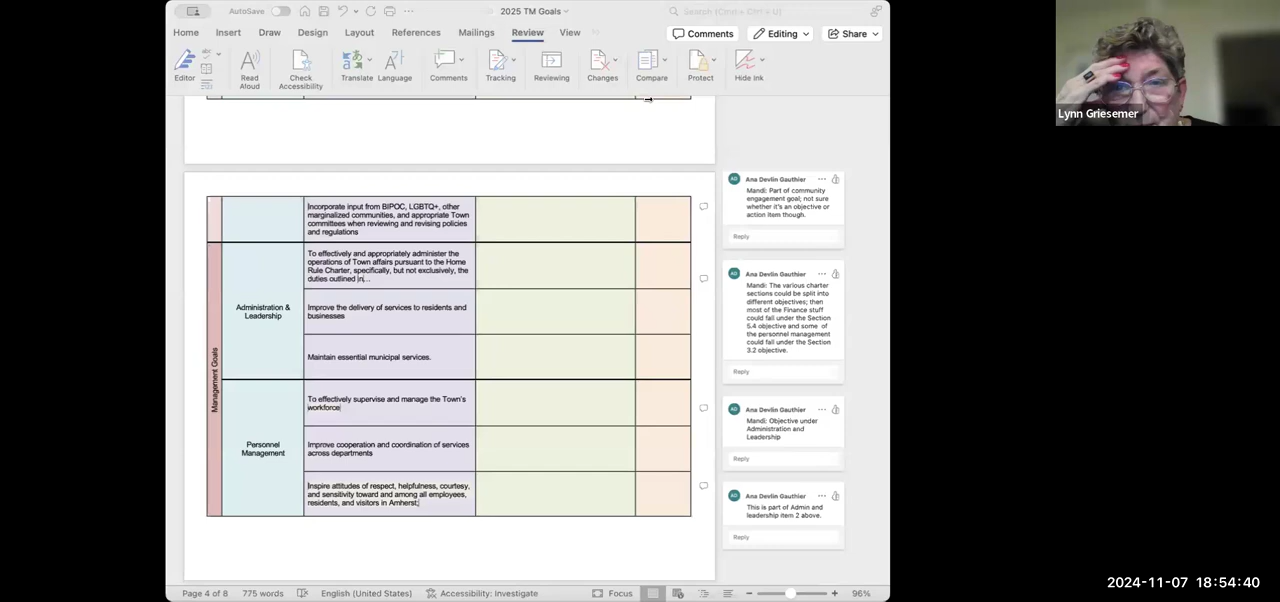 AutoSave
2025 TM Goals
Search (Cmd + Ctrl + U)
Home Insert Draw Design Layout References Mailings Review View
Comments Editing Share
Editor
Read Aloud
Check Accessibility
Translate Language
Comments
Tracking
Reviewing
Changes
Compare
Protect
Hide Ink
Lynn Griesemer
Incorporate input from BIPOC, LGBTQ+, other
marginalized communities, and appropriate Town
committees when reviewing and revising policies
and regulations
Management Goals
Administration &
Leadership
To effectively and appropriately administer the
operations of Town affairs pursuant to the Home
Rule Charter, specifically, but not exclusively, the
duties outlined in...
Improve the delivery of services to residents and
businesses
Maintain essential municipal services.
Personnel
Management
To effectively supervise and manage the Town's
workforce
Improve cooperation and coordination of services
across departments
Inspire attitudes of respect, helpfulness, courtesy,
and sensitivity toward and among all employees,
residents, and visitors in Amherst;
AD Ana Devlin Gauthier
Mandi: Part of community
engagement goal; not sure
whether it's an objective or
action item though.
Reply
AD Ana Devlin Gauthier
Mandi: The various charter
sections could be split into
different objectives; then
most of the Finance stuff
could fall under the Section
5.4 objective and some of
the personnel management
could fall under the Section
3.2 objective.
Reply
AD Ana Devlin Gauthier
Mandi: Objective under
Administration and
Leadership
Reply
AD Ana Devlin Gauthier
This is part of Admin and
leadership item 2 above.
Reply
Page 4 of 8 775 words English (United States) Accessibility: Investigate Focus 96%
2024-11-07 18:54:40